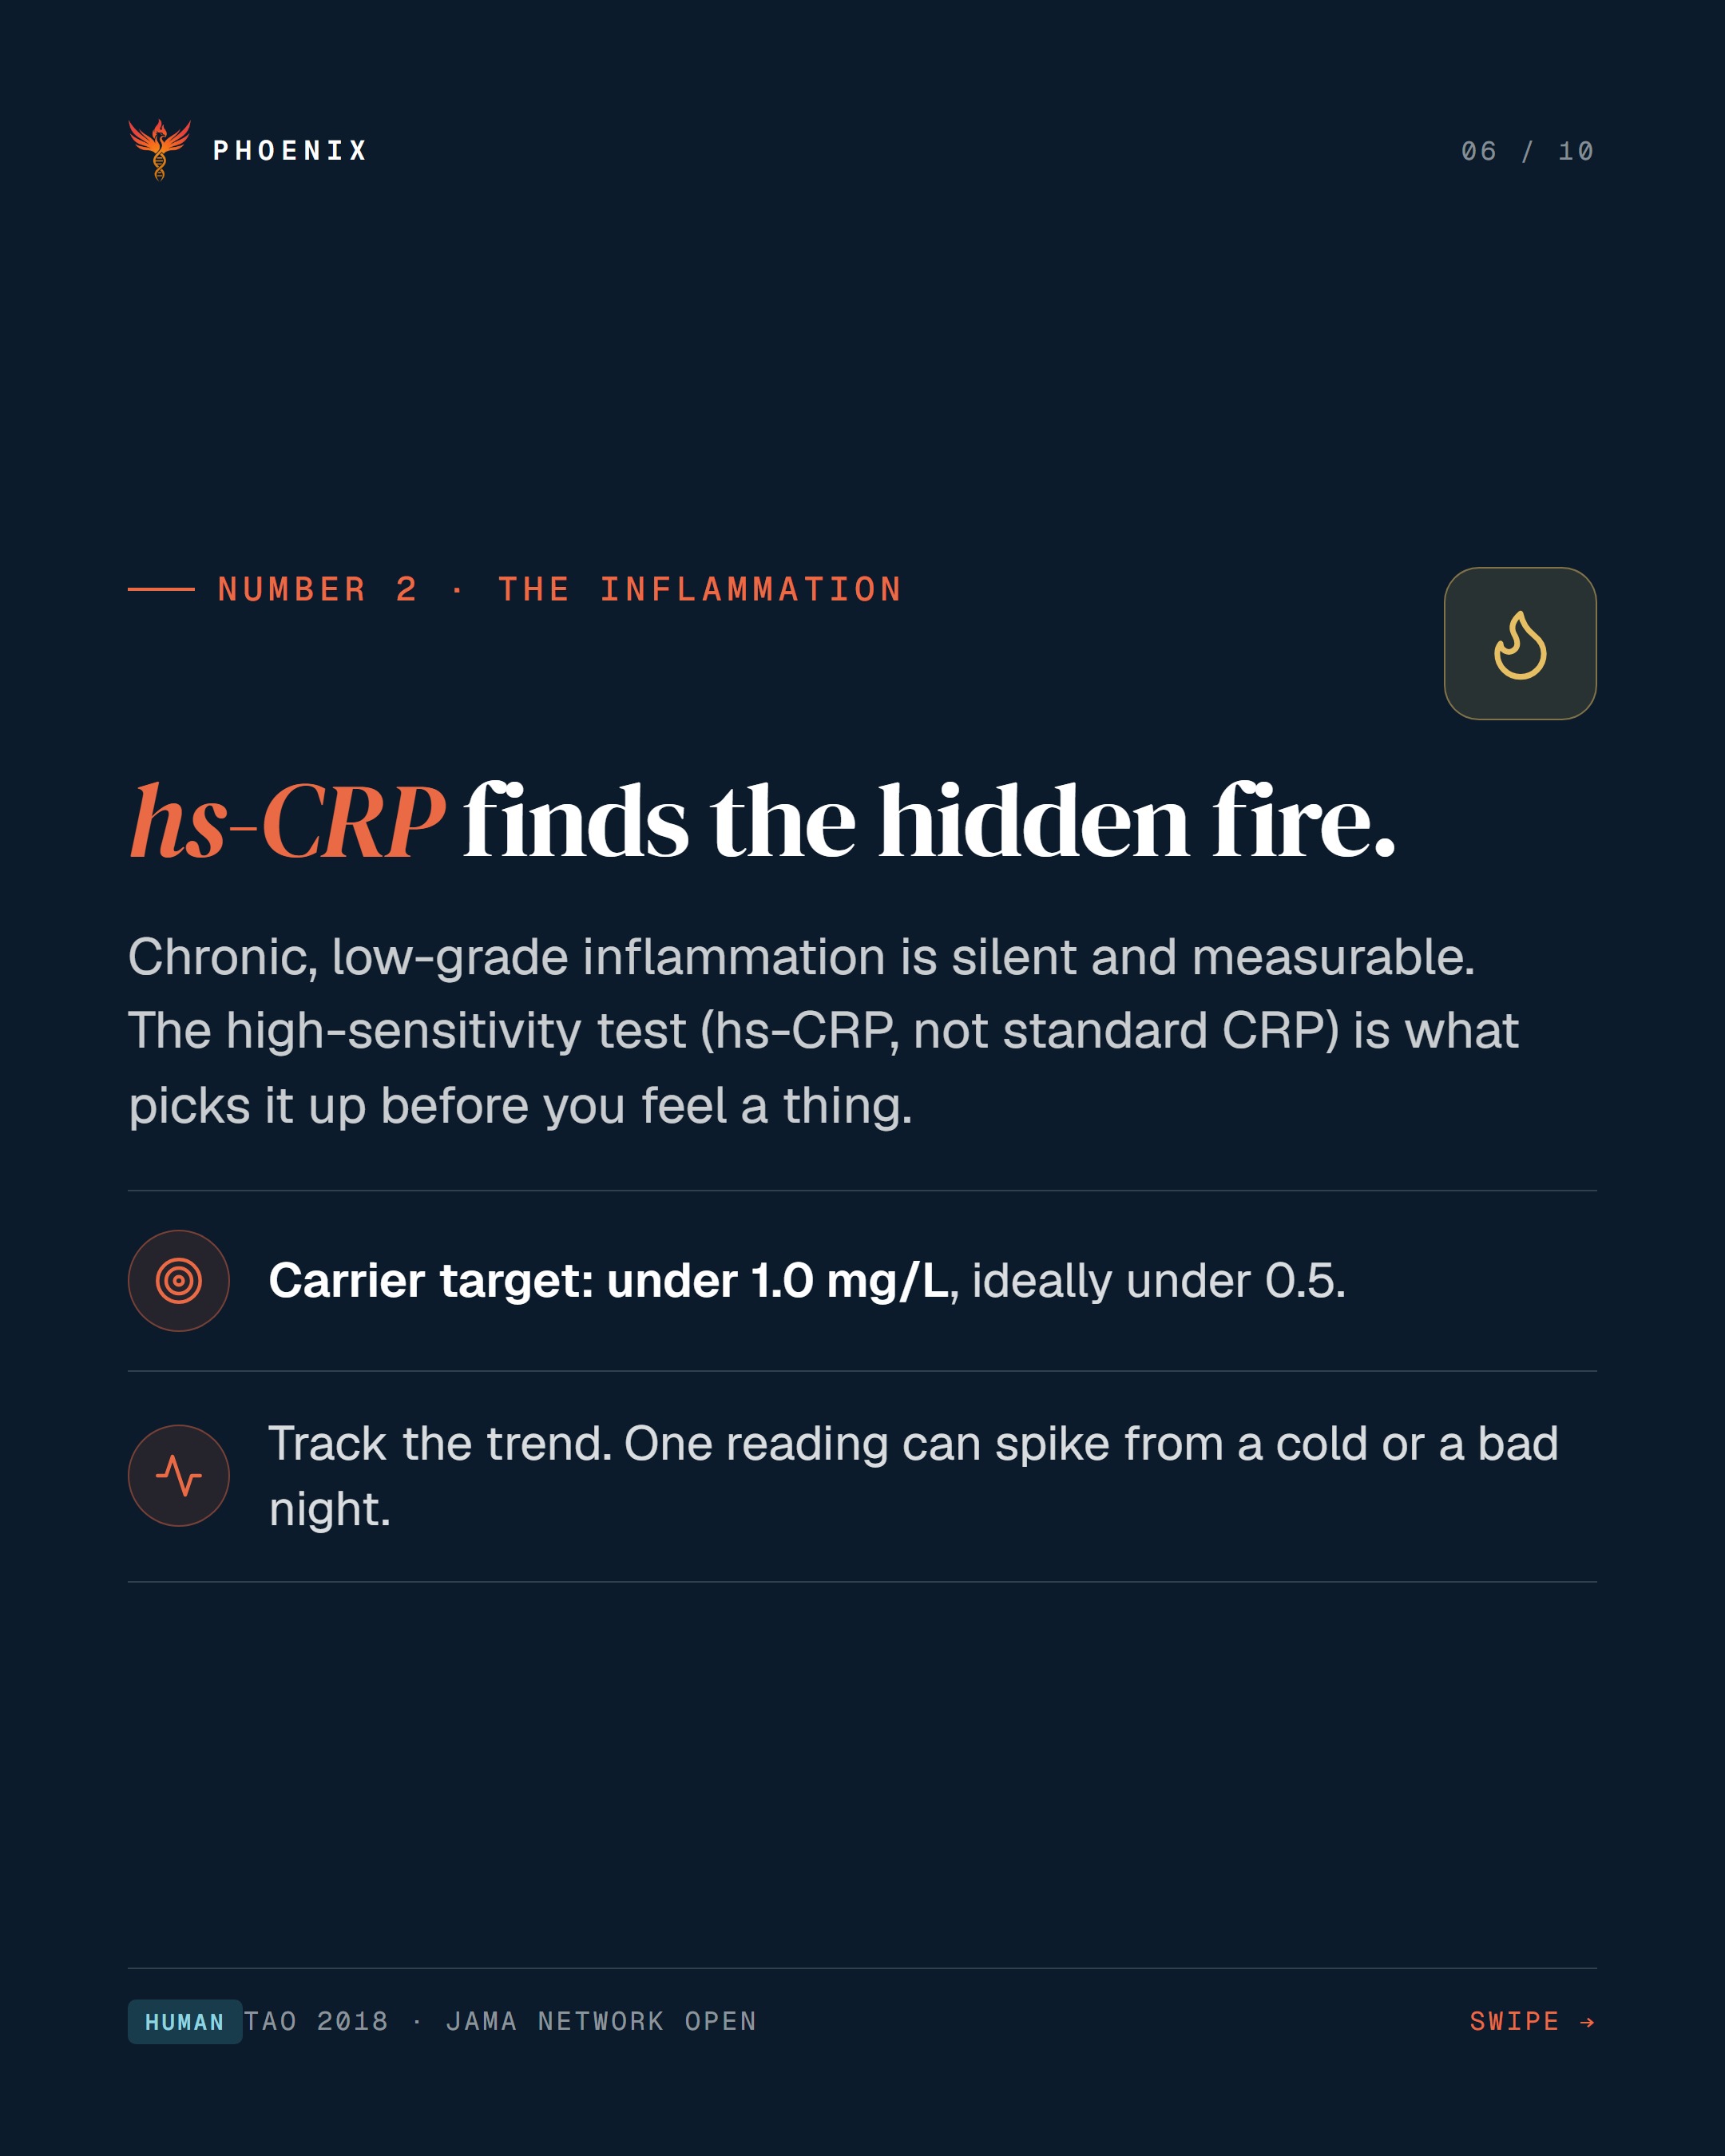 PHOENIX
06 / 10
NUMBER 2 · THE INFLAMMATION
hs-CRP finds the hidden fire.
Chronic, low-grade inflammation is silent and measurable.
The high-sensitivity test (hs-CRP, not standard CRP) is what
picks it up before you feel a thing.
Carrier target: under 1.0 mg/L, ideally under 0.5.
Track the trend. One reading can spike from a cold or a bad
night.
HUMAN TAO 2018 · JAMA NETWORK OPEN
SWIPE →